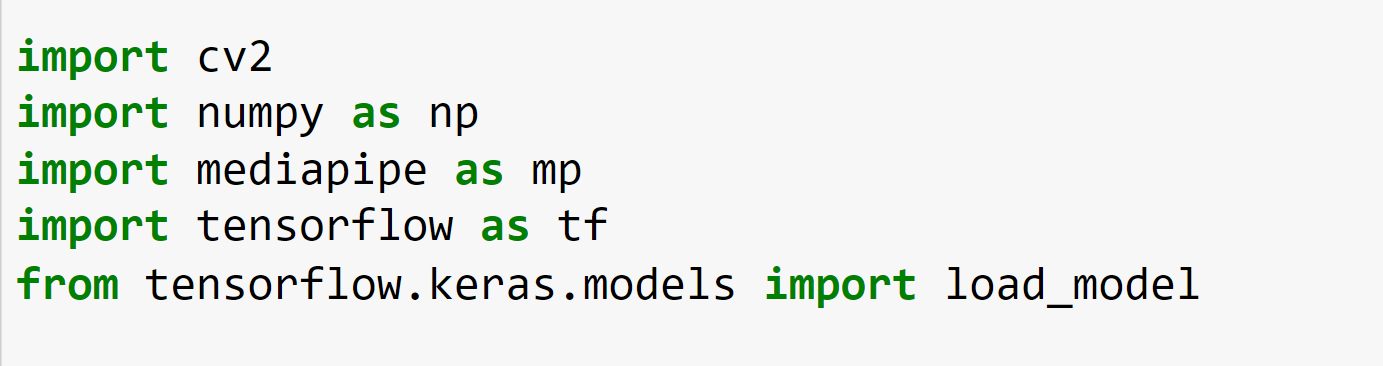 import cv2
import numpy as np
import mediapipe as mp
import tensorflow as tf
from tensorflow.keras.models import load_model